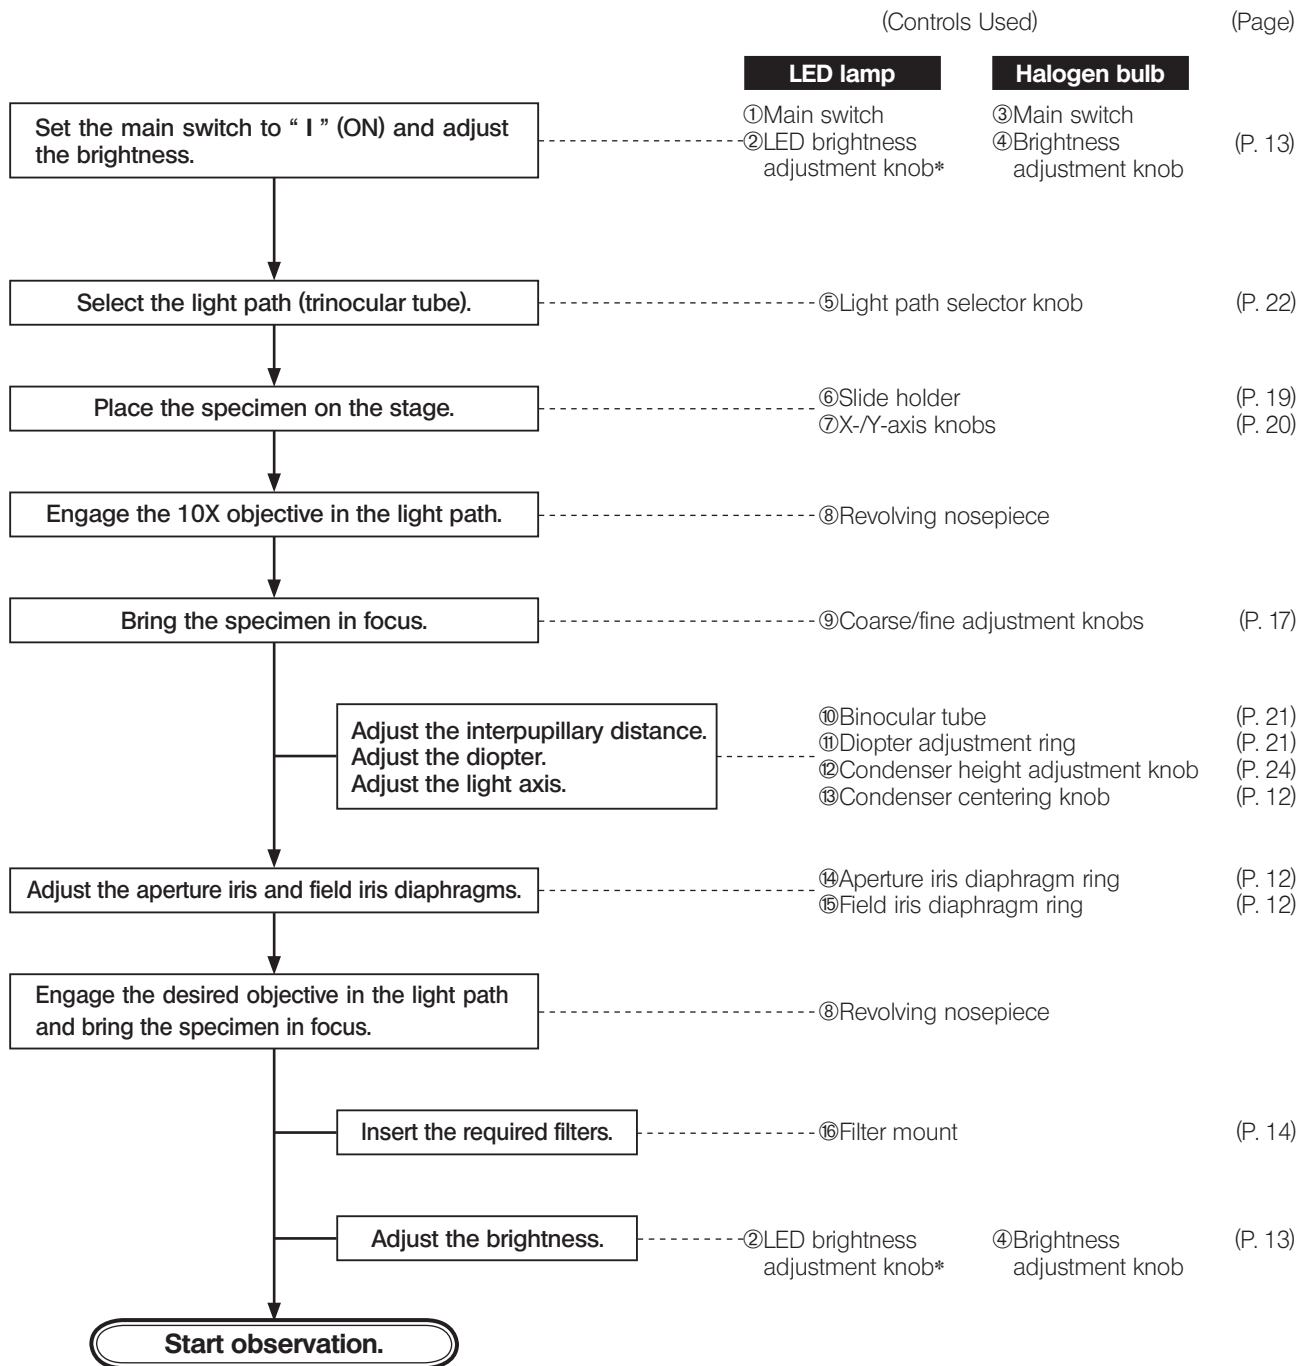 (Controls Used) (Page)
LED lamp Halogen bulb
Set the main switch to “ I ” (ON) and adjust
the brightness.
①Main switch ③Main switch
②LED brightness ④Brightness (P. 13)
adjustment knob* adjustment knob
Select the light path (trinocular tube). ⑤Light path selector knob (P. 22)
Place the specimen on the stage.
⑥Slide holder (P. 19)
⑦X-/Y-axis knobs (P. 20)
Engage the 10X objective in the light path. ⑧Revolving nosepiece
Bring the specimen in focus. ⑨Coarse/fine adjustment knobs (P. 17)
Adjust the interpupillary distance.
Adjust the diopter.
Adjust the light axis.
⑩Binocular tube (P. 21)
⑪Diopter adjustment ring (P. 21)
⑫Condenser height adjustment knob (P. 24)
⑬Condenser centering knob (P. 12)
Adjust the aperture iris and field iris diaphragms.
⑭Aperture iris diaphragm ring (P. 12)
⑮Field iris diaphragm ring (P. 12)
Engage the desired objective in the light path
and bring the specimen in focus.
⑧Revolving nosepiece
Insert the required filters. ⑯Filter mount (P. 14)
Adjust the brightness. ②LED brightness ④Brightness (P. 13)
adjustment knob* adjustment knob
Start observation.